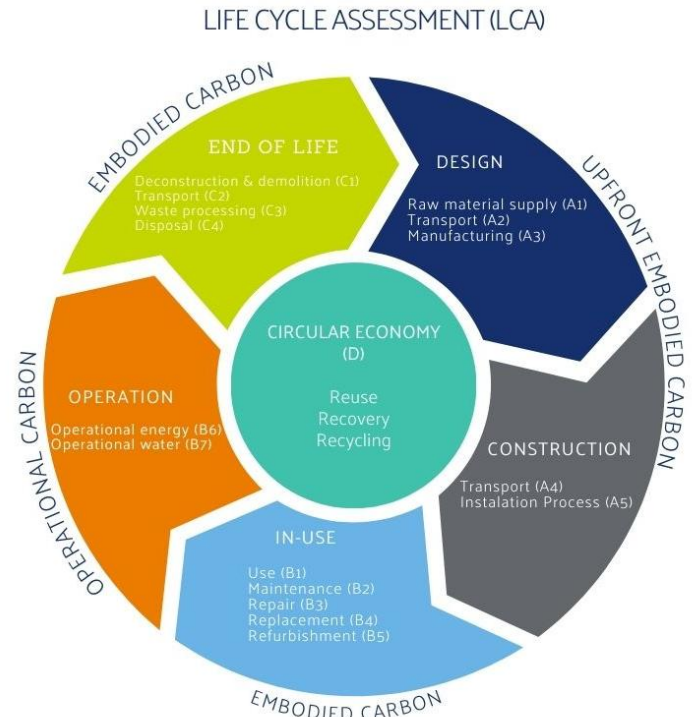 LIFE CYCLE ASSESSMENT (LCA)
EMBODIED CARBON
END OF LIFE
Deconstruction & demolition (C1)
Transport (C2)
Waste processing (C3)
Disposal (C4)
DESIGN
Raw material supply (A1)
Transport (A2)
Manufacturing (A3)
UPFRONT EMBODIED CARBON
CIRCULAR ECONOMY
(D)
Reuse
Recovery
Recycling
OPERATION
Operational energy (B6)
Operational water (B7)
OPERATIONAL CARBON
CONSTRUCTION
Transport (A4)
Instalation Process (A5)
IN-USE
Use (B1)
Maintenance (B2)
Repair (B3)
Replacement (B4)
Refurbishment (B5)
EMBODIED CARBON